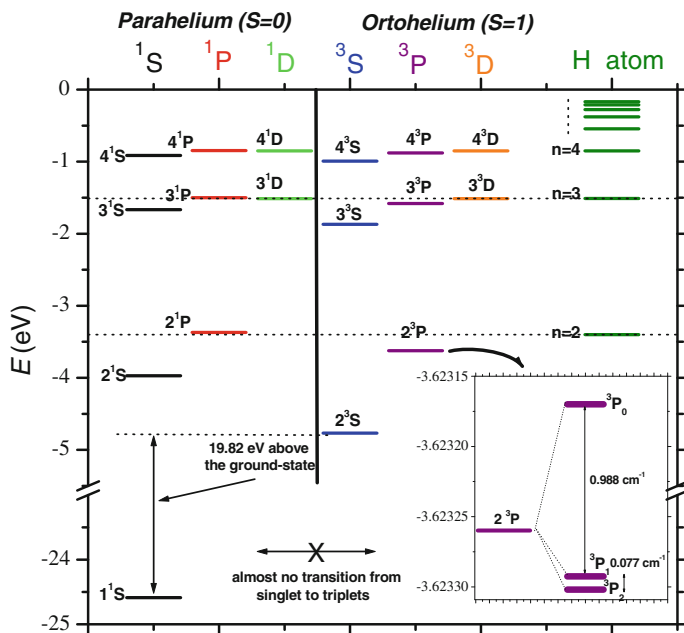 Parahelium (S=0) Ortohelium (S=1)
¹S ¹P ¹D ³S ³P ³D H atom
0
4¹S 4¹P 4¹D 4³S 4³P 4³D n=4
-1
3¹S 3¹P 3¹D 3³S 3³P 3³D n=3
-2
-3
2¹P 2³P n=2
E (eV)
-4
2¹S
2³S
-5
19.82 eV above
the ground-state
-24
1¹S
-25
X
almost no transition from
singlet to triplets
-3.62315
³P₀
-3.62320
0.988 cm⁻¹
-3.62325
2 ³P
³P₁ 0.077 cm⁻¹
-3.62330
³P₂